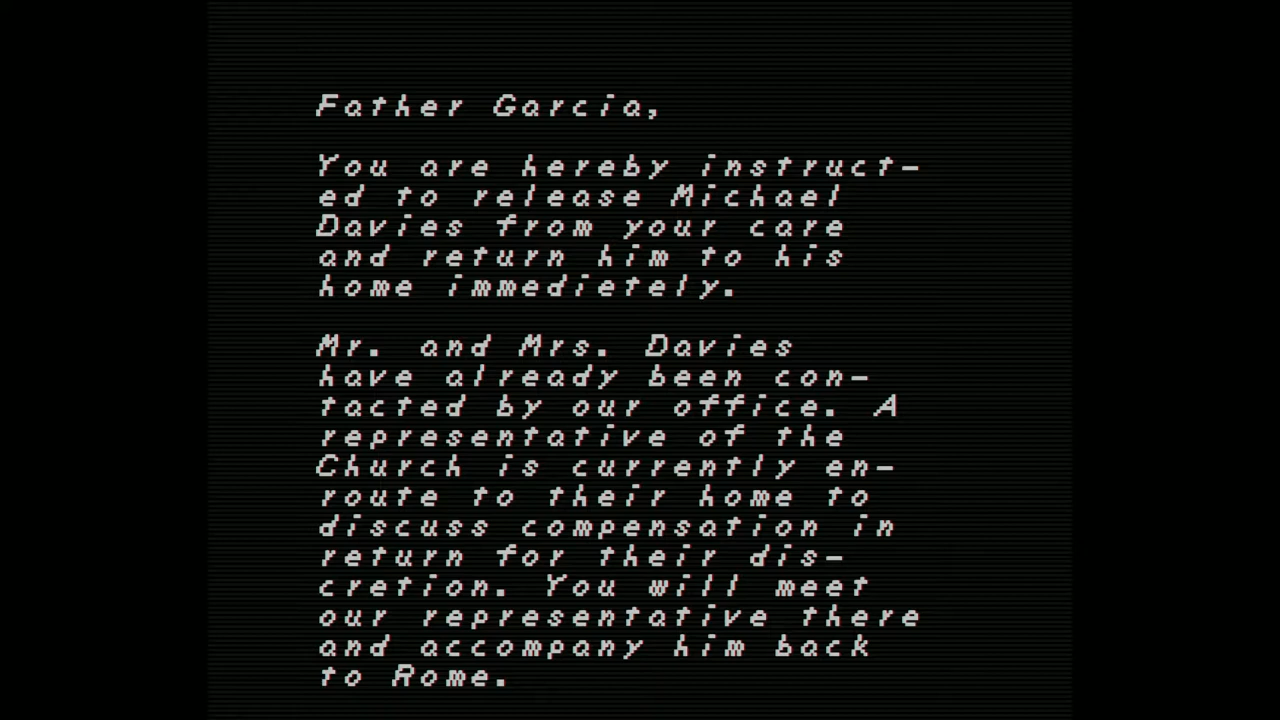 Father Garcia,
You are hereby instruct-
ed to release Michael
Davies from your care
and return him to his
home immedietely.
Mr. and Mrs. Davies
have already been con-
tacted by our office. A
representative of the
Church is currently en-
route to their home to
discuss compensation in
return for their dis-
cretion. You will meet
our representative there
and accompany him back
to Rome.